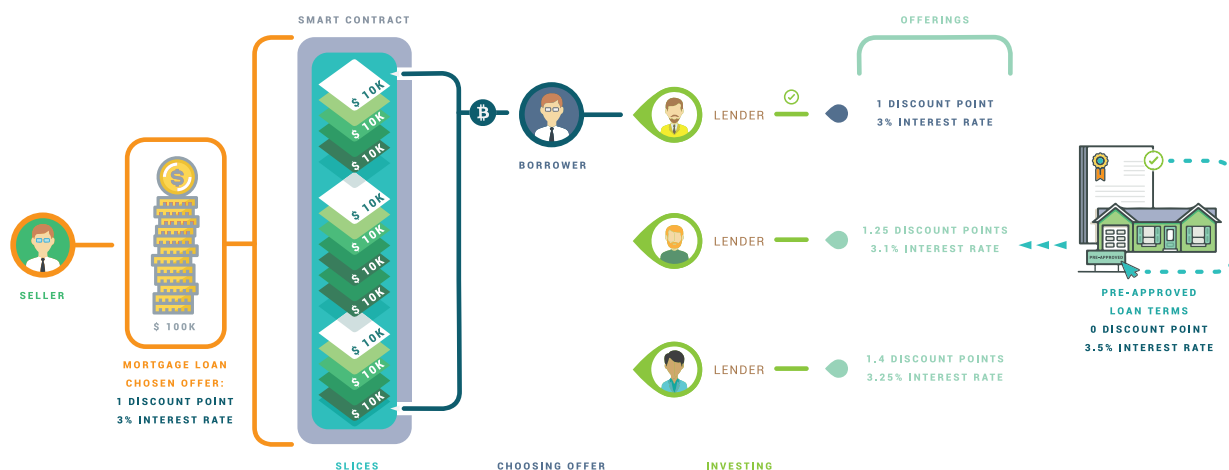 SMART CONTRACT
OFFERINGS
$ 10K
$ 10K
$ 10K
$ 10K
$ 10K
$ 10K
$ 10K
$ 10K
$ 10K
$ 10K
SELLER
$ 100K
MORTGAGE LOAN
CHOSEN OFFER:
1 DISCOUNT POINT
3% INTEREST RATE
BORROWER
LENDER
1 DISCOUNT POINT
3% INTEREST RATE
LENDER
1.25 DISCOUNT POINTS
3.1% INTEREST RATE
LENDER
1.4 DISCOUNT POINTS
3.25% INTEREST RATE
PRE-APPROVED
PRE-APPROVED
LOAN TERMS
0 DISCOUNT POINT
3.5% INTEREST RATE
SLICES
CHOOSING OFFER
INVESTING